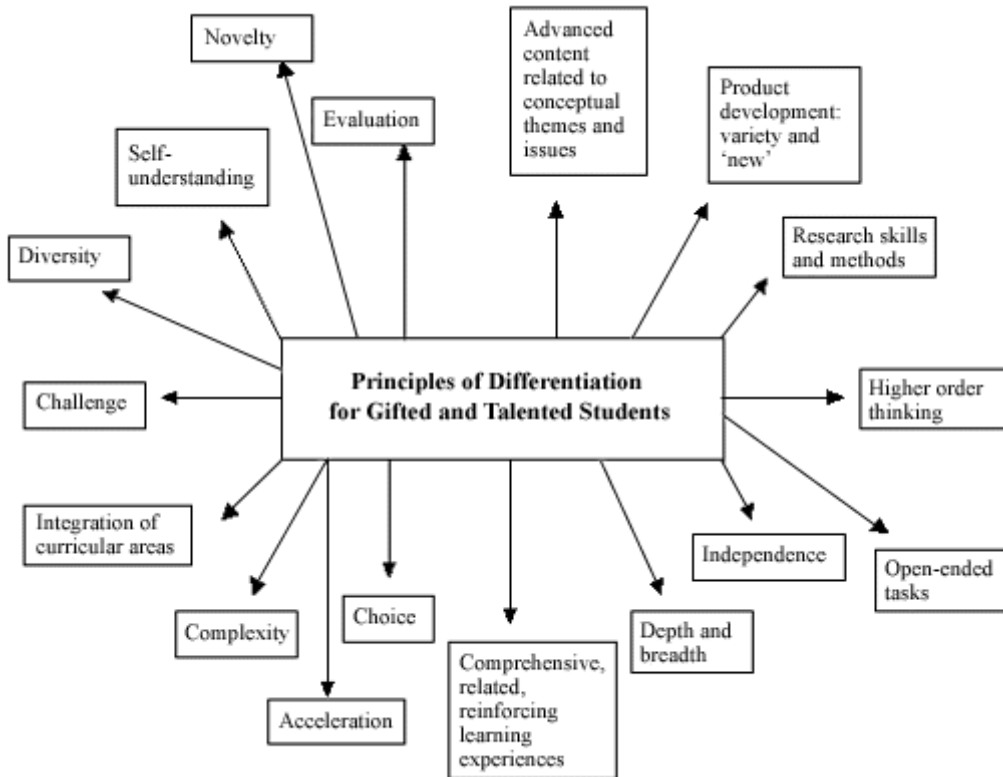 Novelty
Evaluation
Advanced
content
related to
conceptual
themes and
issues
Product
development:
variety and
‘new’
Self-
understanding
Research skills
and methods
Diversity
Principles of Differentiation
for Gifted and Talented Students
Challenge
Higher order
thinking
Integration of
curricular areas
Independence
Open-ended
tasks
Complexity
Choice
Depth and
breadth
Comprehensive,
related,
reinforcing
learning
experiences
Acceleration